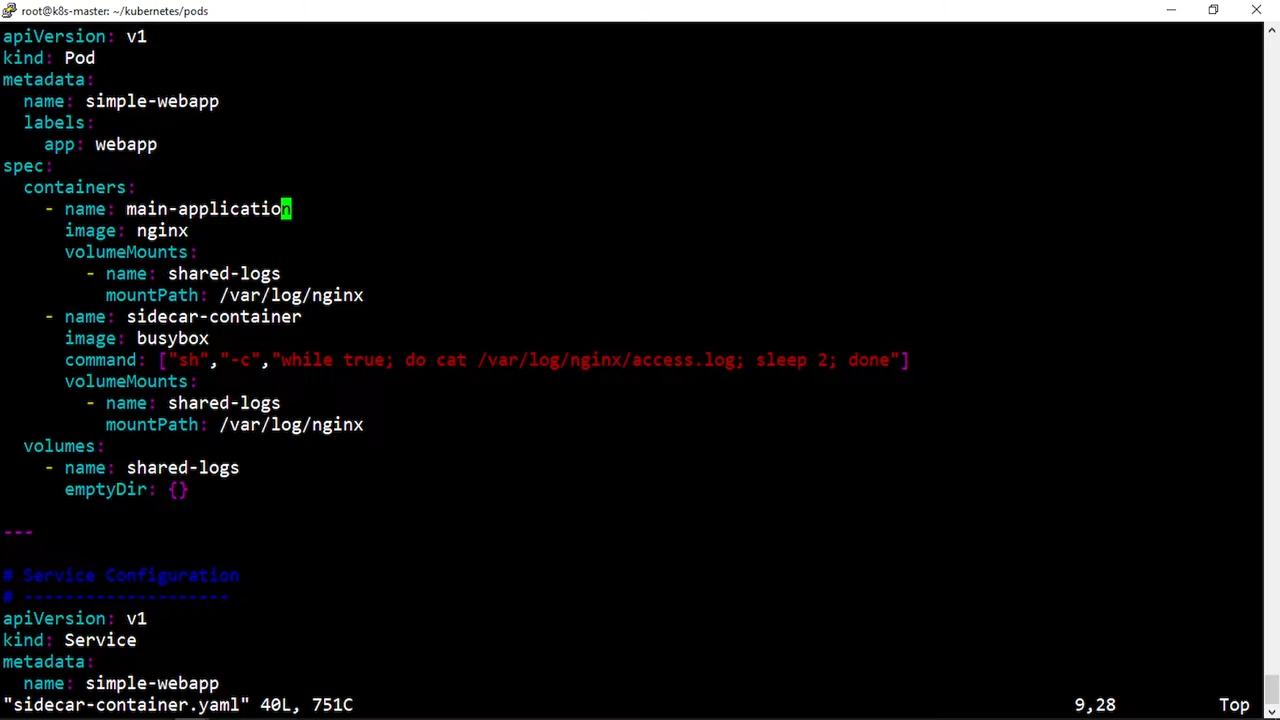 root@k8s-master: ~/kubernetes/pods
apiVersion: v1
kind: Pod
metadata:
  name: simple-webapp
  labels:
    app: webapp
spec:
  containers:
    - name: main-application
      image: nginx
      volumeMounts:
        - name: shared-logs
          mountPath: /var/log/nginx
    - name: sidecar-container
      image: busybox
      command: ["sh","-c","while true; do cat /var/log/nginx/access.log; sleep 2; done"]
      volumeMounts:
        - name: shared-logs
          mountPath: /var/log/nginx
  volumes:
    - name: shared-logs
      emptyDir: {}
---
# Service Configuration
# --------------------
apiVersion: v1
kind: Service
metadata:
  name: simple-webapp
"sidecar-container.yaml" 40L, 751C 9,28 Top